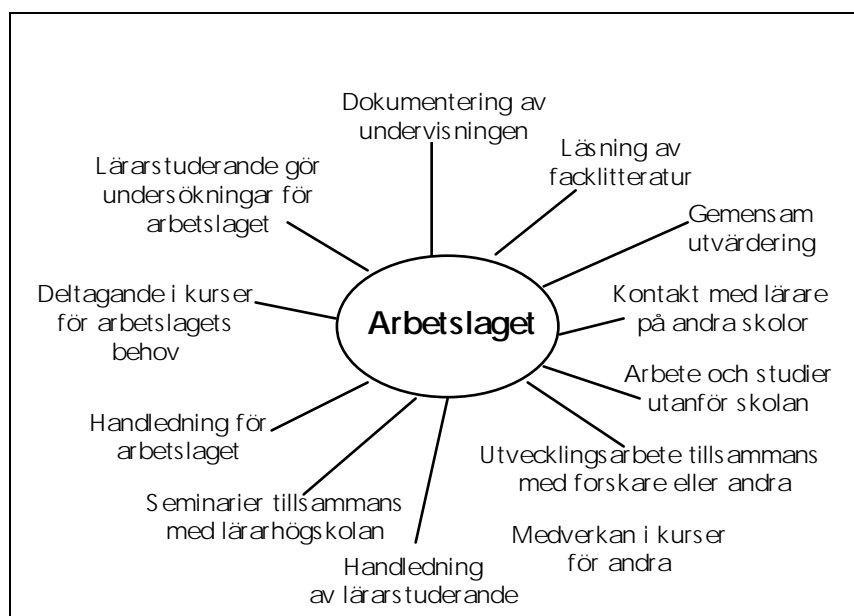 Dokumentering av
undervisningen
Läsning av
facklitteratur
Gemensam
utvärdering
Kontakt med lärare
på andra skolor
Arbete och studier
utanför skolan
Utvecklingsarbete tillsammans
med forskare eller andra
Medverkan i kurser
för andra
Handledning
av lärarstuderande
Seminarier tillsammans
med lärarhögskolan
Handledning för
arbetslaget
Deltagande i kurser
för arbetslagets
behov
Lärarstuderande gör
undersökningar för
arbetslaget
Arbetslaget